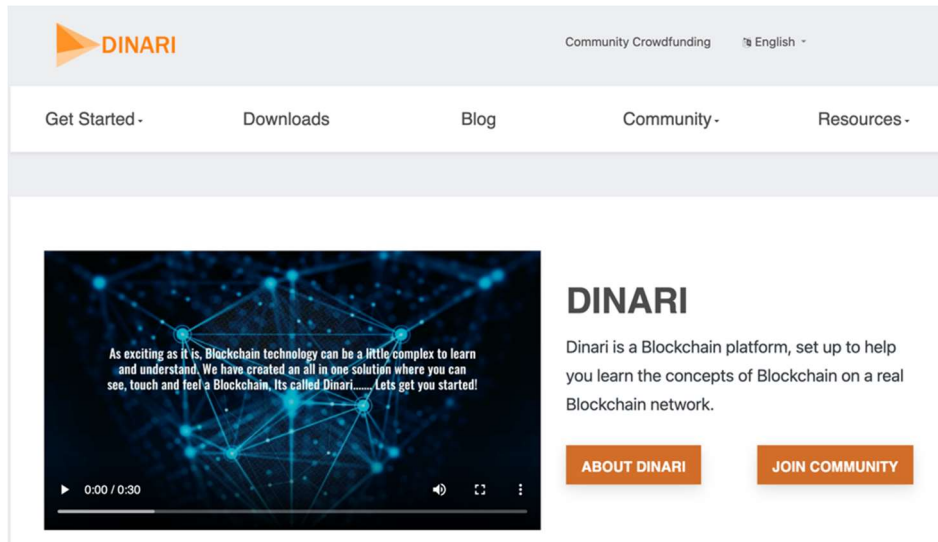 DINARI
Community Crowdfunding
English
Get Started
Downloads
Blog
Community
Resources
As exciting as it is, Blockchain technology can be a little complex to learn
and understand. We have created an all in one solution where you can
see, touch and feel a Blockchain, Its called Dinari....... Lets get you started!
0:00 / 0:30
DINARI
Dinari is a Blockchain platform, set up to help
you learn the concepts of Blockchain on a real
Blockchain network.
ABOUT DINARI
JOIN COMMUNITY